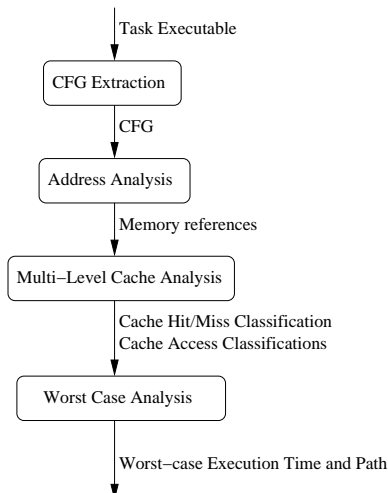 Task Executable
CFG Extraction
CFG
Address Analysis
Memory references
Multi−Level Cache Analysis
Cache Hit/Miss Classification
Cache Access Classifications
Worst Case Analysis
Worst−case Execution Time and Path